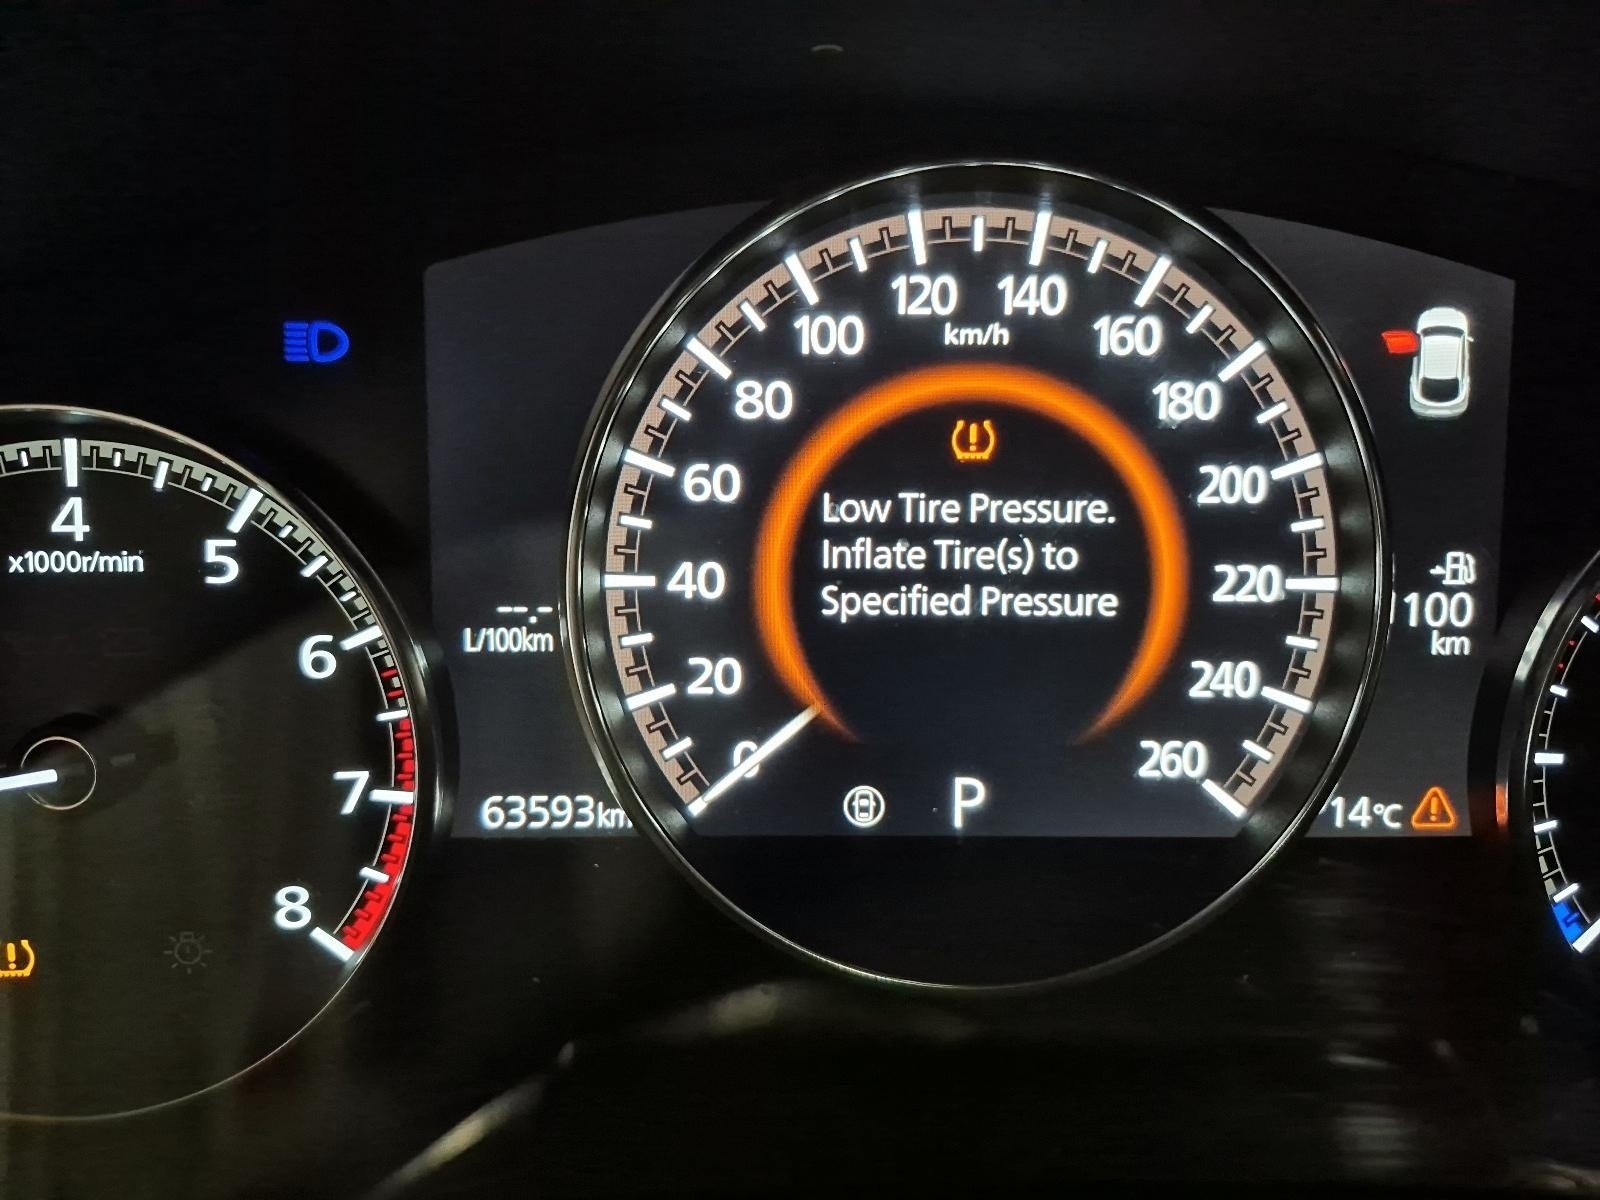 120 140
100 km/h 160
80 180
60 200
40 220
20 240
0 260
Low Tire Pressure.
Inflate Tire(s) to
Specified Pressure
4
x1000r/min
5
6
7
8
--.-
L/100km
63593km
P
100
km
14°C